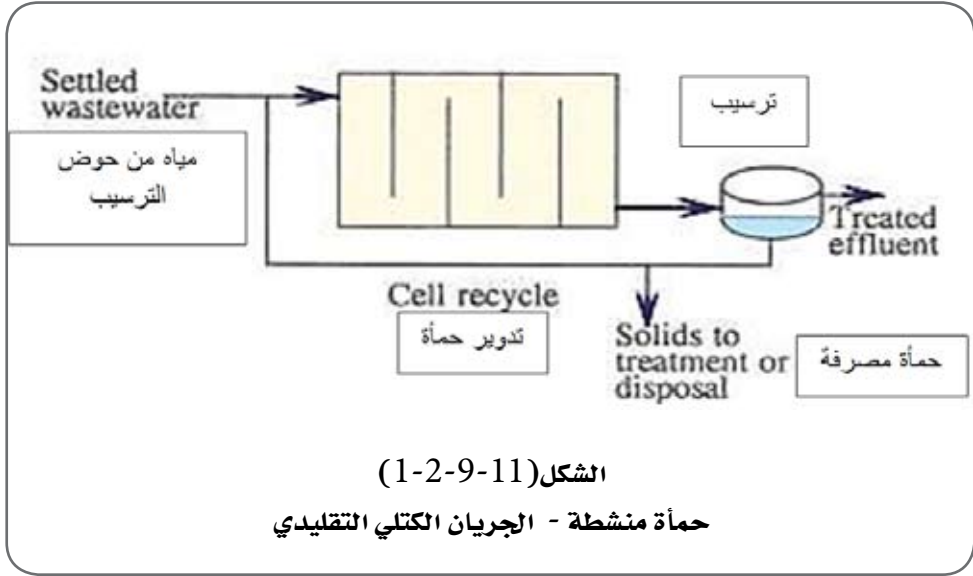 Settled
wastewater
مياه من حوض
الترسيب
ترسيب
Treated
effluent
Cell recycle
تدوير حمأة
Solids to
treatment or
disposal
حمأة مصرفة
الشكل(11-9-2-1)
حمأة منشطة - الجريان الكتلي التقليدي